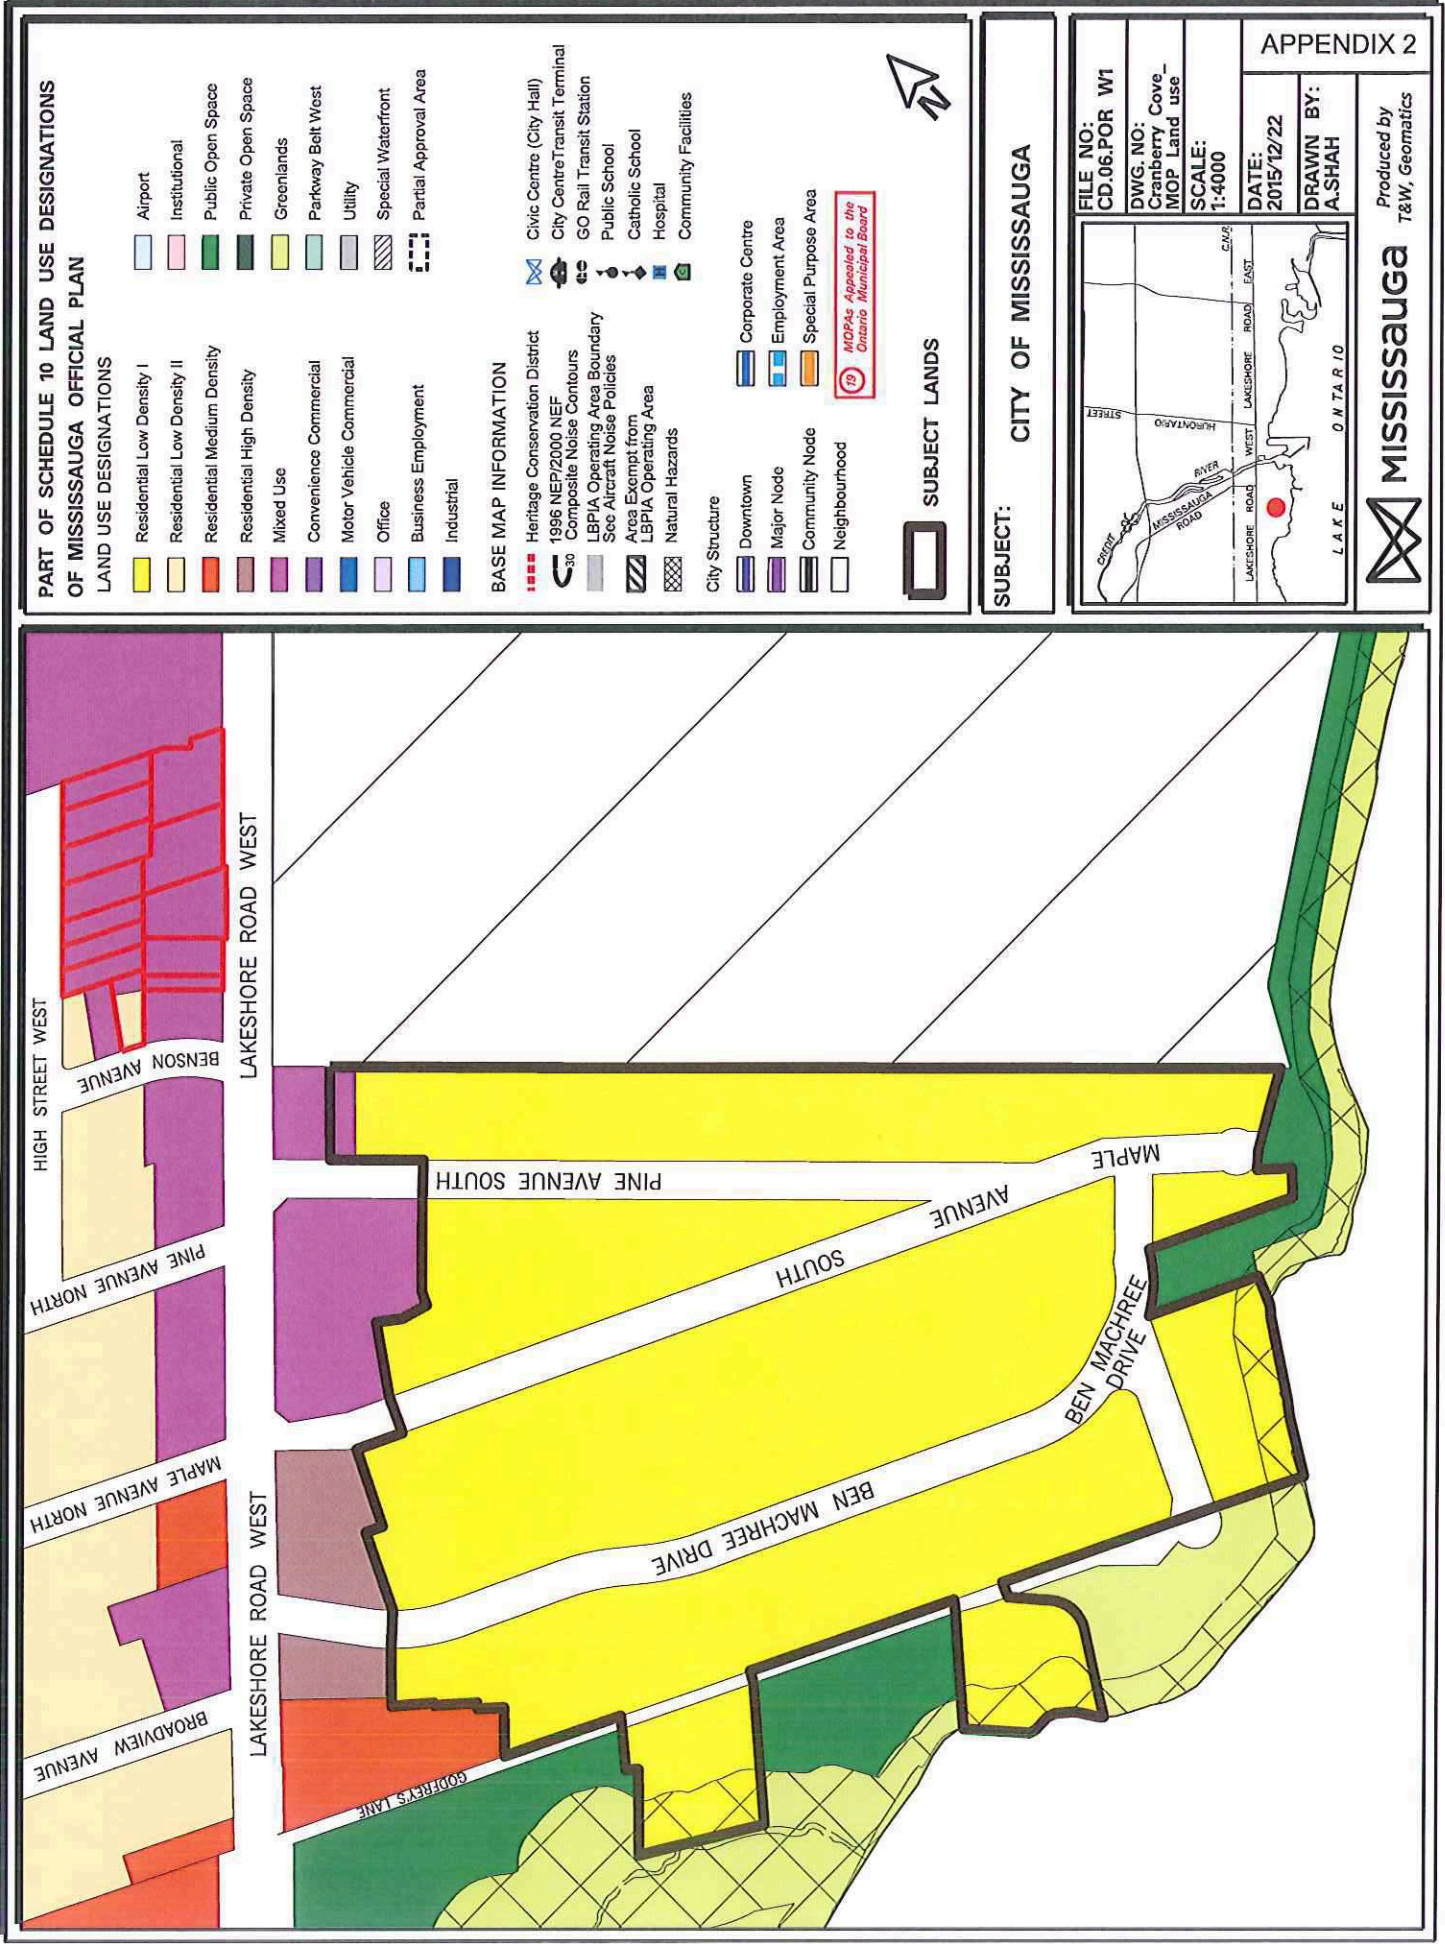 PART OF SCHEDULE 10 LAND USE DESIGNATIONS
OF MISSISSAUGA OFFICIAL PLAN
LAND USE DESIGNATIONS
Residential Low Density I
Residential Low Density II
Residential Medium Density
Residential High Density
Mixed Use
Convenience Commercial
Motor Vehicle Commercial
Office
Business Employment
Industrial
Airport
Institutional
Public Open Space
Private Open Space
Greenlands
Parkway Belt West
Utility
Special Waterfront
Partial Approval Area
BASE MAP INFORMATION
Heritage Conservation District
30
1996 NEP/2000 NEF
Composite Noise Contours
LBPIA Operating Area Boundary
See Aircraft Noise Policies
Area Exempt from
LBPIA Operating Area
Natural Hazards
Civic Centre (City Hall)
City CentreTransit Terminal
GO Rail Transit Station
Public School
Catholic School
H
Hospital
C
Community Facilities
City Structure
Downtown
Major Node
Community Node
Neighbourhood
Corporate Centre
Employment Area
Special Purpose Area
19
MOPAs Appealed to the
Ontario Municipal Board
SUBJECT LANDS
N
SUBJECT:
CITY OF MISSISSAUGA
FILE NO:
CD.06.POR W1
DWG. NO:
Cranberry Cove_
MOP Land use
SCALE:
1:4000
DATE:
2015/12/22
DRAWN BY:
A.SHAH
APPENDIX 2
Produced by
T&W, Geomatics
MISSISSAUGA
CREDIT
RIVER
MISSISSAUGA
ROAD
HURONTARIO
STREET
C.N.R.
LAKESHORE ROAD WEST
LAKESHORE ROAD EAST
LAKE ONTARIO
HIGH STREET WEST
BENSON AVENUE
PINE AVENUE NORTH
MAPLE AVENUE NORTH
BROADVIEW AVENUE
LAKESHORE ROAD WEST
LAKESHORE ROAD WEST
PINE AVENUE SOUTH
MAPLE
AVENUE
SOUTH
BEN MACHREE
DRIVE
BEN MACHREE DRIVE
GODFREY'S LANE